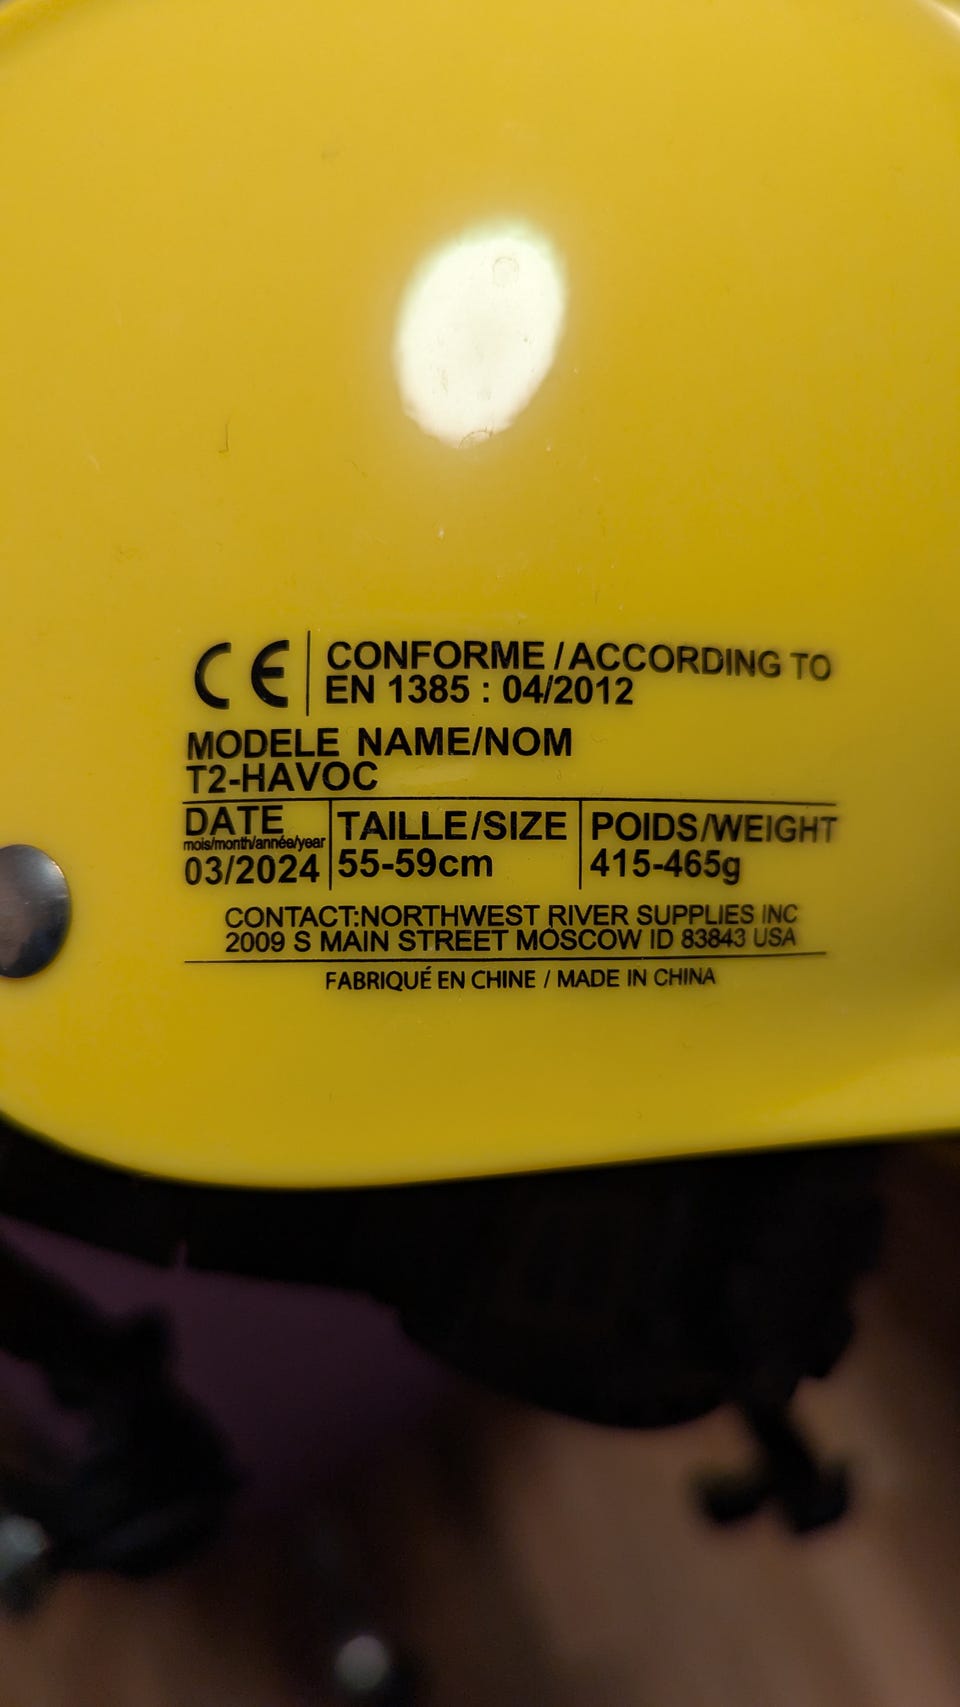 CE CONFORME/ACCORDING TO
EN 1385 : 04/2012
MODELE NAME/NOM
T2-HAVOC
DATE TAILLE/SIZE POIDS/WEIGHT
mois/month/année/year
03/2024 55-59cm 415-465g
CONTACT:NORTHWEST RIVER SUPPLIES INC
2009 S MAIN STREET MOSCOW ID 83843 USA
FABRIQUÉ EN CHINE / MADE IN CHINA